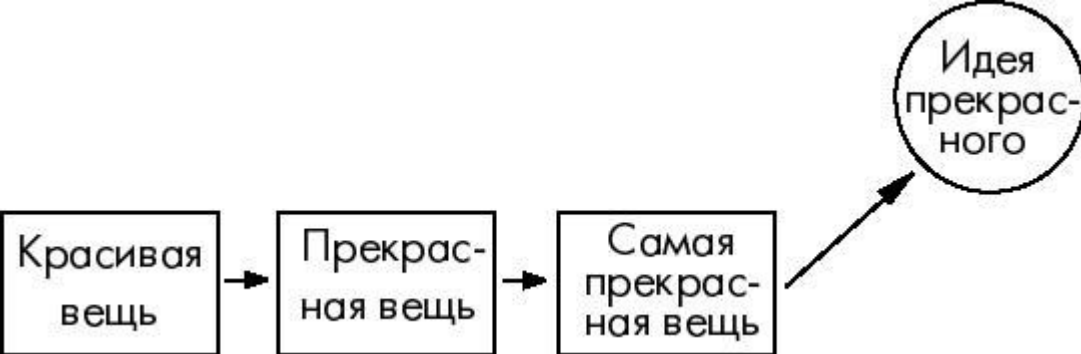 Красивая
вещь
Прекрас-
ная вещь
Самая
прекрас-
ная вещь
Идея
прекрас-
ного